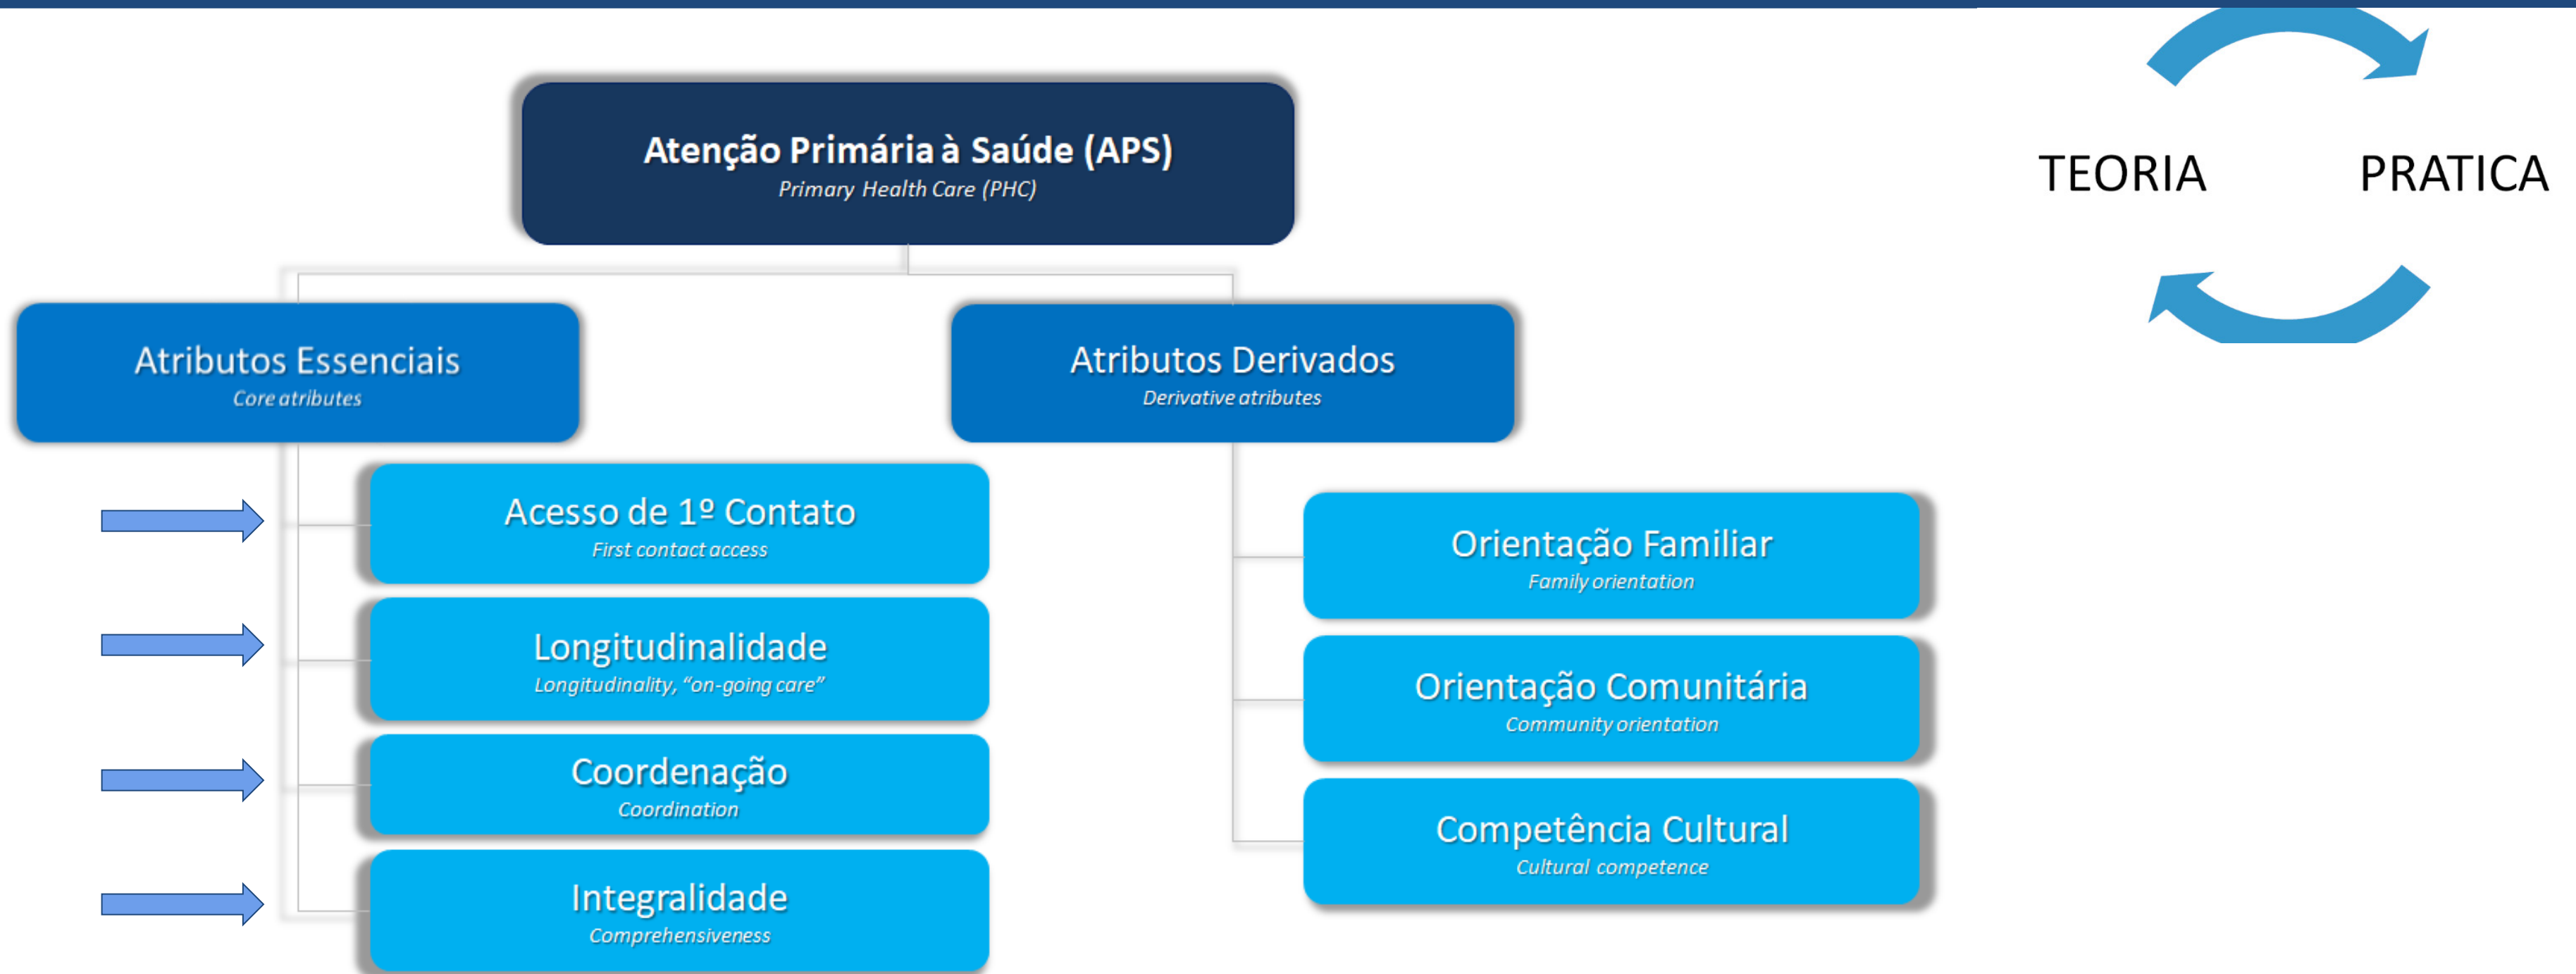 Atenção Primária à Saúde (APS)
Primary Health Care (PHC)
TEORIA
PRATICA
Atributos Essenciais
Core atributes
Acesso de 1º Contato
First contact access
Longitudinalidade
Longitudinality, “on-going care”
Coordenação
Coordination
Integralidade
Comprehensiveness
Atributos Derivados
Derivative atributes
Orientação Familiar
Family orientation
Orientação Comunitária
Community orientation
Competência Cultural
Cultural competence